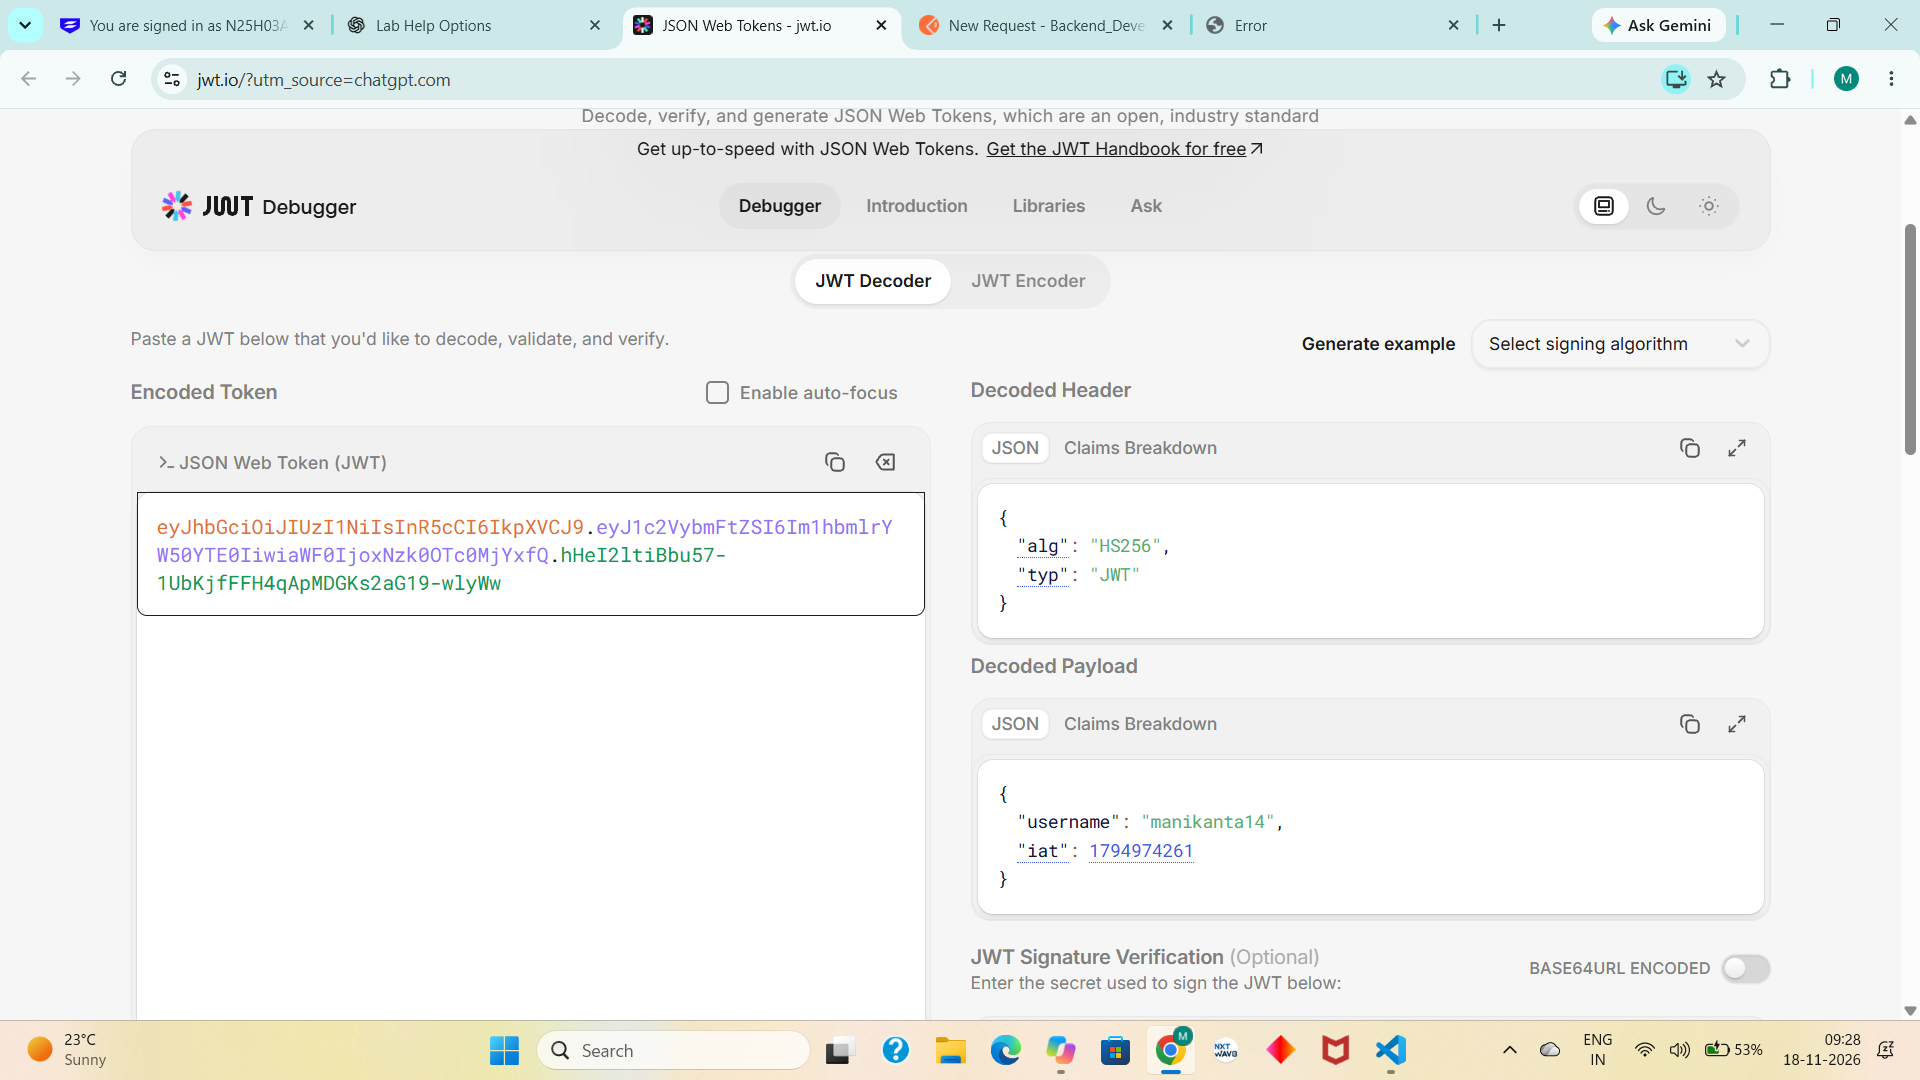 You are signed in as N25H03A
Lab Help Options
JSON Web Tokens - jwt.io
New Request - Backend_Deve
Error
Ask Gemini
jwt.io/?utm_source=chatgpt.com
M
Decode, verify, and generate JSON Web Tokens, which are an open, industry standard
Get up-to-speed with JSON Web Tokens. Get the JWT Handbook for free
JWT Debugger
Debugger
Introduction
Libraries
Ask
JWT Decoder
JWT Encoder
Paste a JWT below that you'd like to decode, validate, and verify.
Generate example
Select signing algorithm
Encoded Token
Enable auto-focus
Decoded Header
JSON Web Token (JWT)
JSON
Claims Breakdown
eyJhbGciOiJIUzI1NiIsInR5cCI6IkpXVCJ9.eyJ1c2VybmFtZSI6Im1hbmlrY
W50YTE0IiwiaWF0IjoxNzk0OTc0MjYxfQ.hHeI2ltiBbu57-
1UbKjfFFH4qApMDGKs2aG19-wlyWw
{
"alg": "HS256",
"typ": "JWT"
}
Decoded Payload
JSON
Claims Breakdown
{
"username": "manikanta14",
"iat": 1794974261
}
JWT Signature Verification (Optional)
Enter the secret used to sign the JWT below:
BASE64URL ENCODED
23°C
Sunny
Search
M
NXT
WAVE
ENG
IN
53%
09:28
18-11-2026